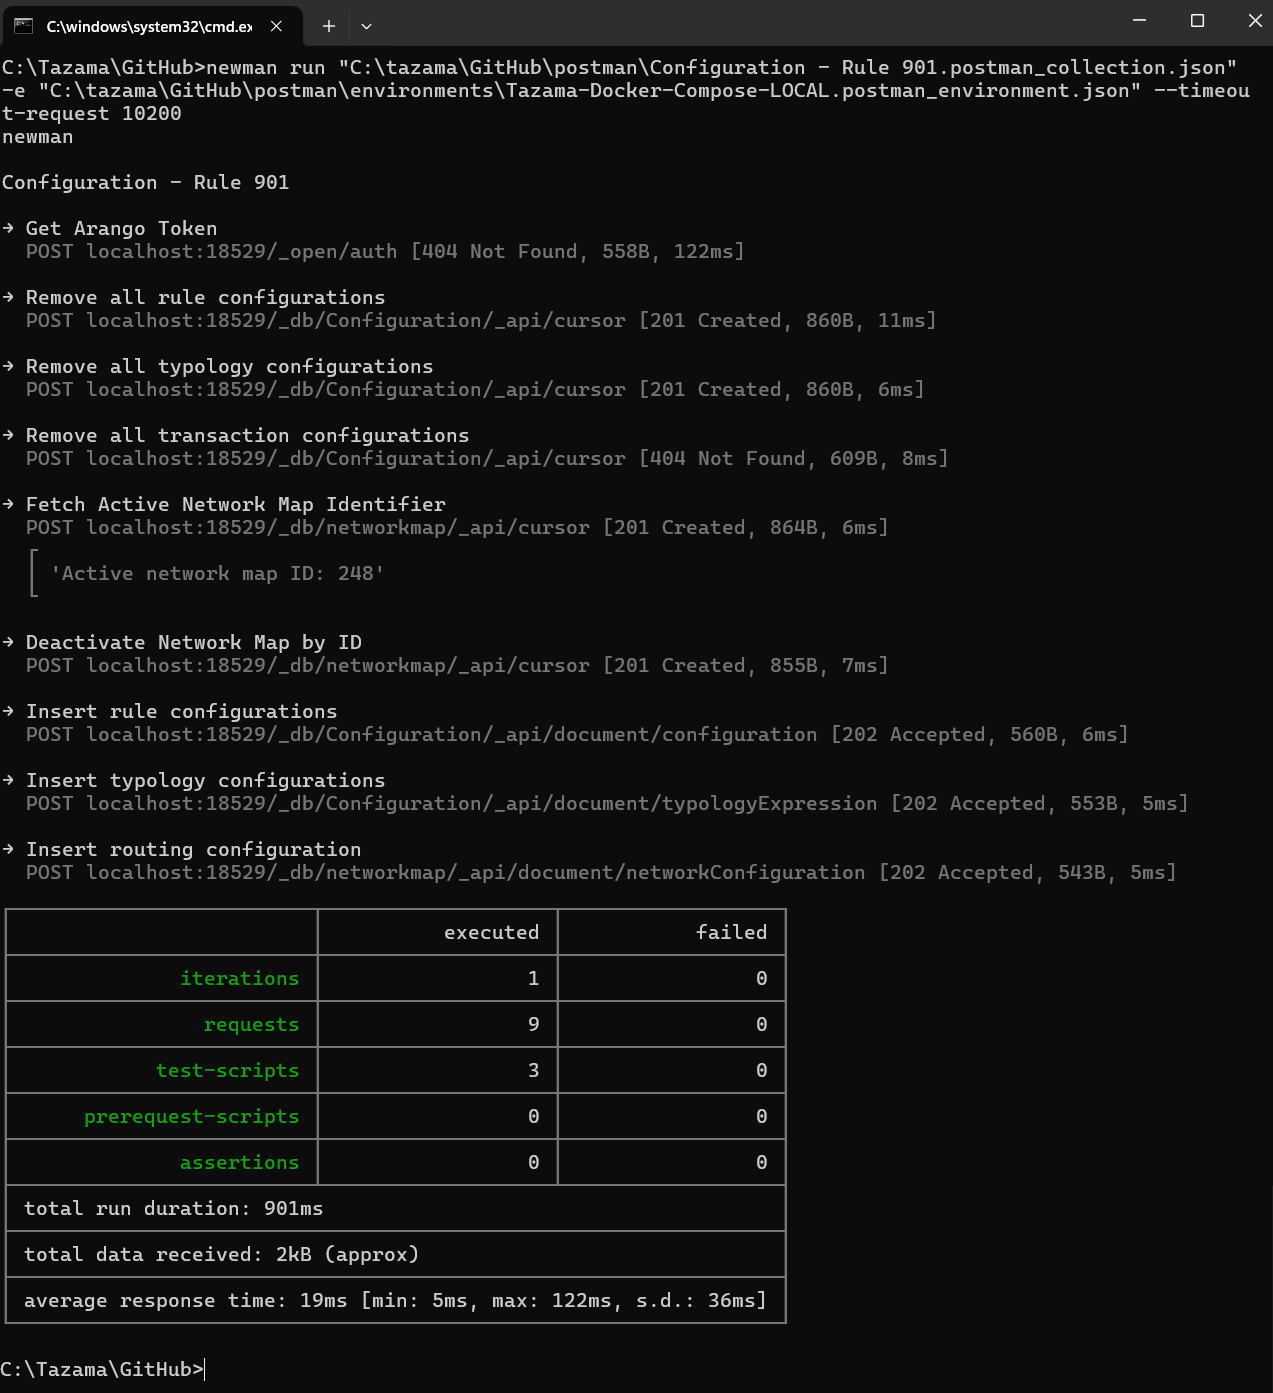 C:\windows\system32\cmd.ex
C:\Tazama\GitHub>newman run "C:\tazama\GitHub\postman\Configuration - Rule 901.postman_collection.json"
-e "C:\tazama\GitHub\postman\environments\Tazama-Docker-Compose-LOCAL.postman_environment.json" --timeou
t-request 10200
newman
Configuration - Rule 901
→ Get Arango Token
POST localhost:18529/_open/auth [404 Not Found, 558B, 122ms]
→ Remove all rule configurations
POST localhost:18529/_db/Configuration/_api/cursor [201 Created, 860B, 11ms]
→ Remove all typology configurations
POST localhost:18529/_db/Configuration/_api/cursor [201 Created, 860B, 6ms]
→ Remove all transaction configurations
POST localhost:18529/_db/Configuration/_api/cursor [404 Not Found, 609B, 8ms]
→ Fetch Active Network Map Identifier
POST localhost:18529/_db/networkmap/_api/cursor [201 Created, 864B, 6ms]
'Active network map ID: 248'
→ Deactivate Network Map by ID
POST localhost:18529/_db/networkmap/_api/cursor [201 Created, 855B, 7ms]
→ Insert rule configurations
POST localhost:18529/_db/Configuration/_api/document/configuration [202 Accepted, 560B, 6ms]
→ Insert typology configurations
POST localhost:18529/_db/Configuration/_api/document/typologyExpression [202 Accepted, 553B, 5ms]
→ Insert routing configuration
POST localhost:18529/_db/networkmap/_api/document/networkConfiguration [202 Accepted, 543B, 5ms]
executed failed
iterations 1 0
requests 9 0
test-scripts 3 0
prerequest-scripts 0 0
assertions 0 0
total run duration: 901ms
total data received: 2kB (approx)
average response time: 19ms [min: 5ms, max: 122ms, s.d.: 36ms]
C:\Tazama\GitHub>